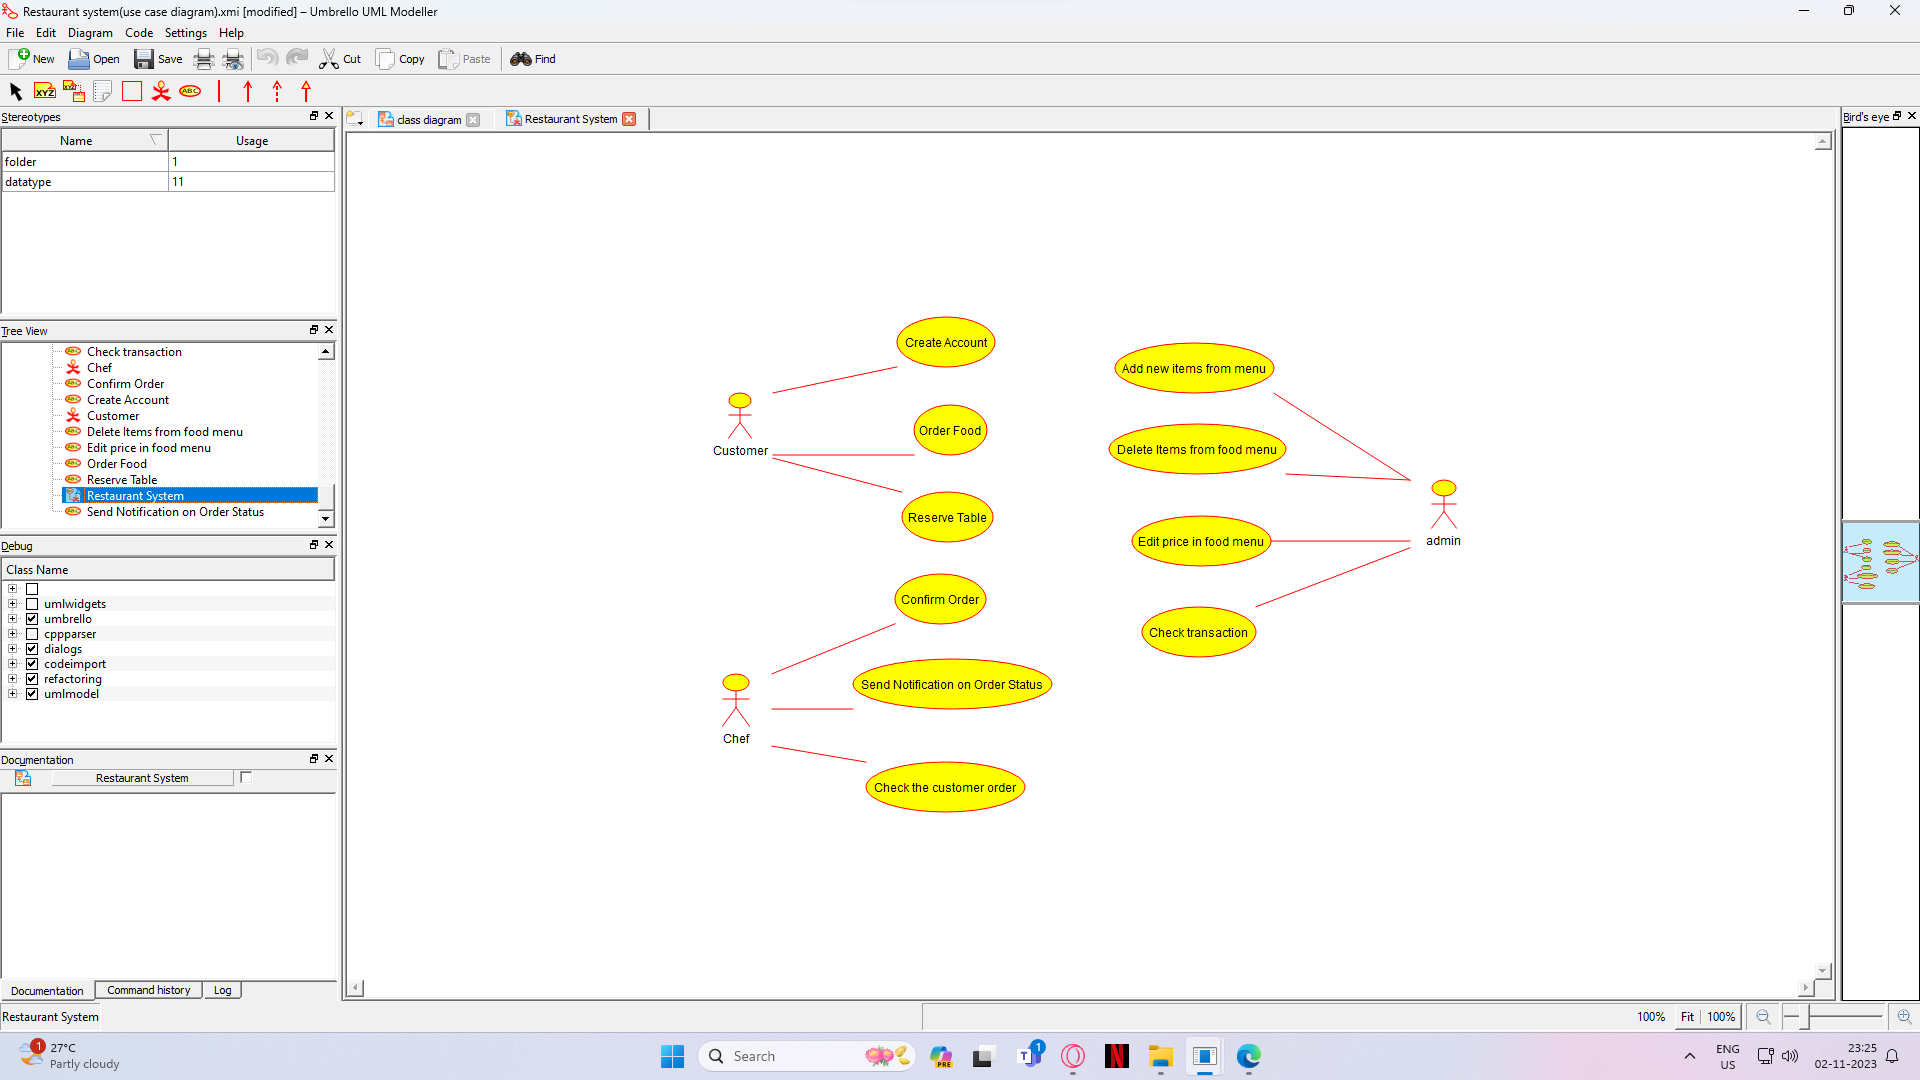 Restaurant system(use case diagram).xmi [modified] – Umbrello UML Modeller
File Edit Diagram Code Settings Help
New Open Save Cut Copy Paste Find
XYZ ABC
Stereotypes
Name Usage
folder 1
datatype 11
Tree View
Check transaction
Chef
Confirm Order
Create Account
Customer
Delete Items from food menu
Edit price in food menu
Order Food
Reserve Table
Restaurant System
Send Notification on Order Status
Debug
Class Name
umlwidgets
umbrello
cppparser
dialogs
codeimport
refactoring
umlmodel
Documentation
Restaurant System
Documentation Command history Log
class diagram Restaurant System
Create Account
Order Food
Customer
Reserve Table
Confirm Order
Send Notification on Order Status
Chef
Check the customer order
Add new items from menu
Delete Items from food menu
Edit price in food menu
admin
Check transaction
Bird's eye
Restaurant System
100% Fit 100%
1
27°C
Partly cloudy
Search
PRE
T
1
N
ENG
US
23:25
02-11-2023